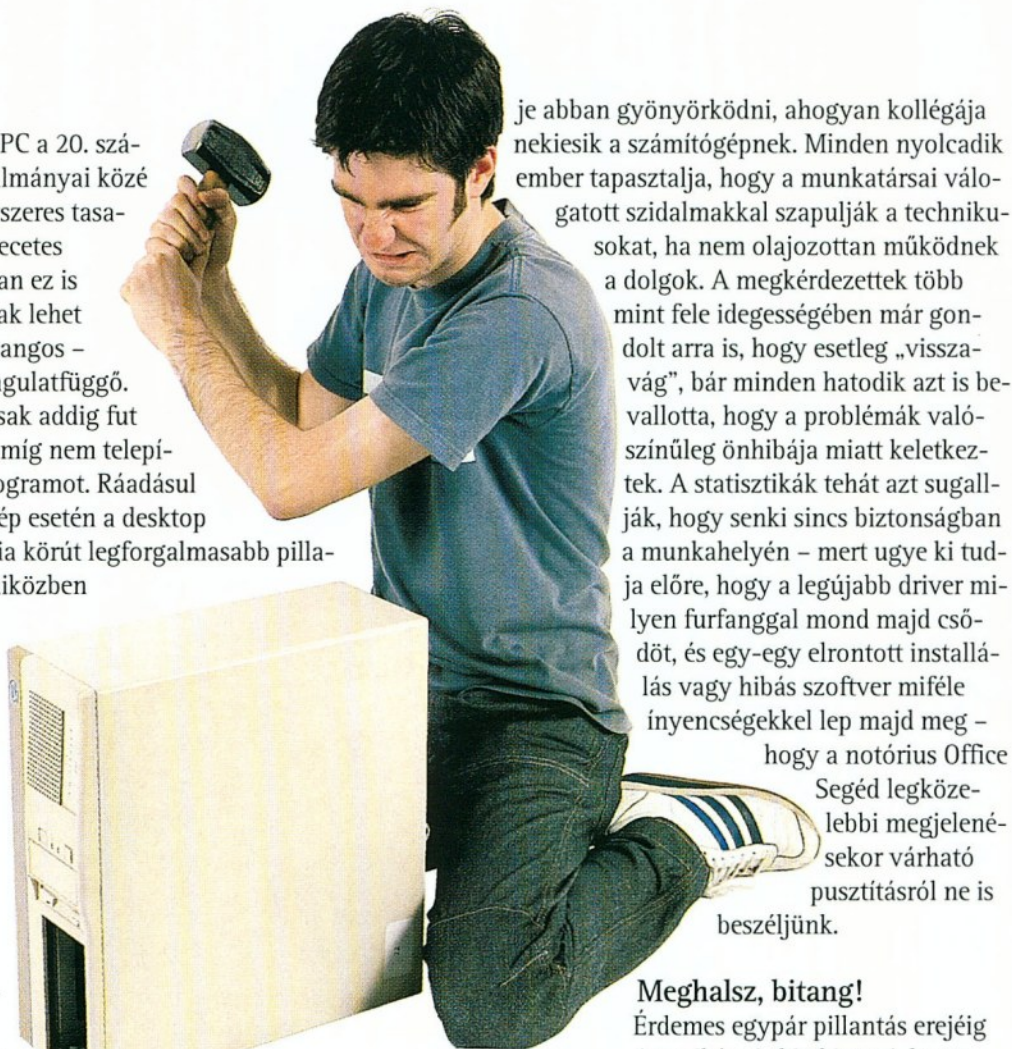 PC a 20. szá-
lmányai közé
szeres tasa-
ecetes
an ez is
ak lehet
angos –
ngulatfüggő.
sak addig fut
míg nem telepí-
ogramot. Ráadásul
ép esetén a desktop
ia körút legforgalmasabb pilla-
iközben
je abban gyönyörködni, ahogyan kollégája
nekiesik a számítógépnek. Minden nyolcadik
ember tapasztalja, hogy a munkatársai válo-
gatott szidalmakkal szapulják a techniku-
sokat, ha nem olajozottan működnek
a dolgok. A megkérdezettek több
mint fele idegességében már gon-
dolt arra is, hogy esetleg „vissza-
vág”, bár minden hatodik azt is be-
vallotta, hogy a problémák való-
színűleg önhibája miatt keletkez-
tek. A statisztikák tehát azt sugall-
ják, hogy senki sincs biztonságban
a munkahelyén – mert ugye ki tud-
ja előre, hogy a legújabb driver mi-
lyen furfanggal mond majd cső-
döt, és egy-egy elrontott installá-
lás vagy hibás szoftver miféle
ínyencségekkel lep majd meg –
hogy a notórius Office
Segéd legköze-
lebbi megjelené-
sekor várható
pusztításról ne is
beszéljünk.
Meghalsz, bitang!
Érdemes egypár pillantás erejéig